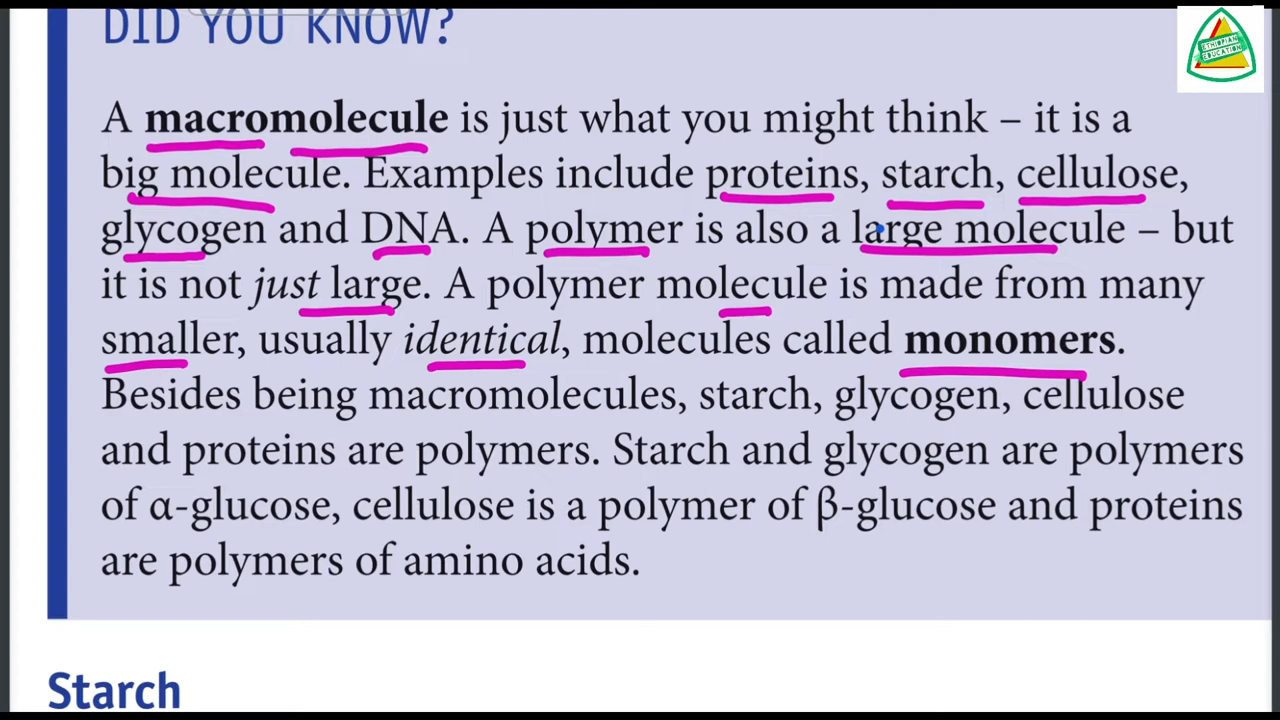 DID YOU KNOW?
ETHIOPIAN
EDUCATION
A macromolecule is just what you might think – it is a
big molecule. Examples include proteins, starch, cellulose,
glycogen and DNA. A polymer is also a large molecule – but
it is not just large. A polymer molecule is made from many
smaller, usually identical, molecules called monomers.
Besides being macromolecules, starch, glycogen, cellulose
and proteins are polymers. Starch and glycogen are polymers
of α-glucose, cellulose is a polymer of β-glucose and proteins
are polymers of amino acids.
Starch